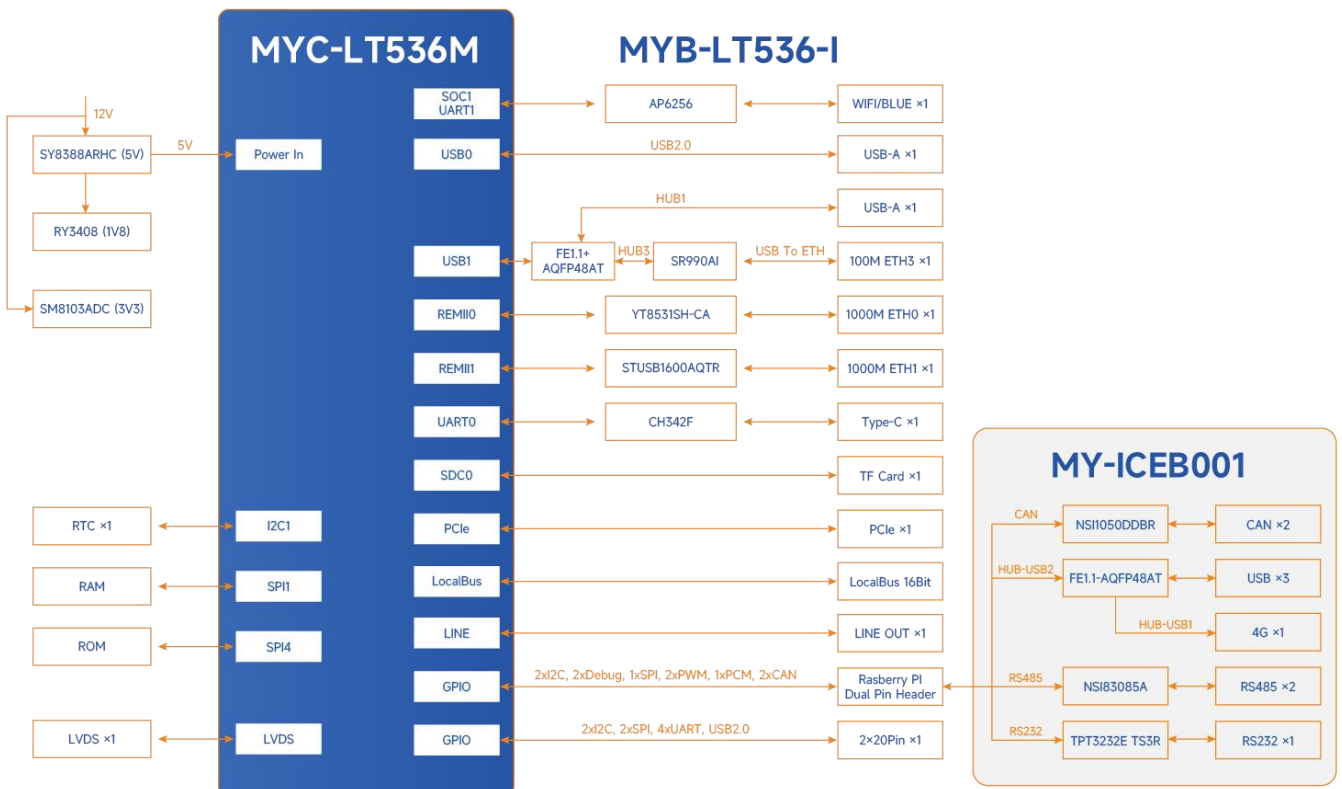 MYC-LT536M
MYB-LT536-I
12V
SY8388ARHC (5V)
5V
Power In
RY3408 (1V8)
SM8103ADC (3V3)
SOC1
UART1
AP6256
WIFI/BLUE ×1
USB0
USB2.0
USB-A ×1
HUB1
USB-A ×1
USB1
FE1.1+
AQFP48AT
HUB3
SR990AI
USB To ETH
100M ETH3 ×1
REMII0
YT8531SH-CA
1000M ETH0 ×1
REMII1
STUSB1600AQTR
1000M ETH1 ×1
UART0
CH342F
Type-C ×1
SDC0
TF Card ×1
RTC ×1
I2C1
PCIe
PCIe ×1
RAM
SPI1
LocalBus
LocalBus 16Bit
ROM
SPI4
LINE
LINE OUT ×1
GPIO
2xI2C, 2xDebug, 1xSPI, 2xPWM, 1xPCM, 2xCAN
Rasberry PI
Dual Pin Header
LVDS ×1
LVDS
GPIO
2xI2C, 2xSPI, 4xUART, USB2.0
2×20Pin ×1
MY-ICEB001
CAN
NSI1050DDBR
CAN ×2
HUB-USB2
FE1.1-AQFP48AT
USB ×3
HUB-USB1
4G ×1
RS485
NSI83085A
RS485 ×2
RS232
TPT3232E TS3R
RS232 ×1